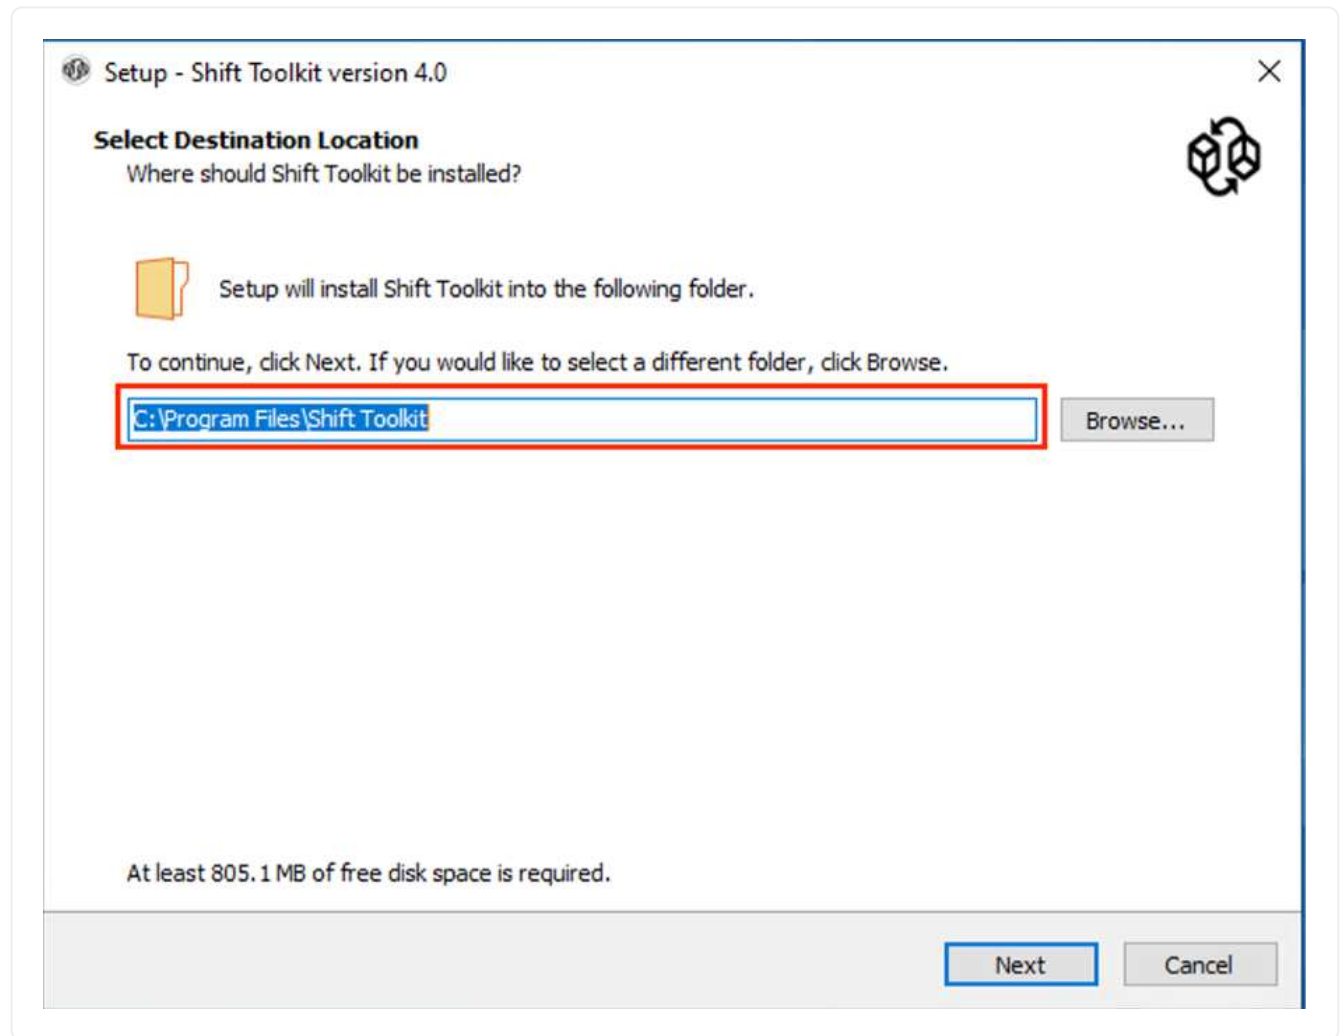 Setup - Shift Toolkit version 4.0
Select Destination Location
Where should Shift Toolkit be installed?
Setup will install Shift Toolkit into the following folder.
To continue, click Next. If you would like to select a different folder, click Browse.
C:\Program Files\Shift Toolkit
Browse...
At least 805.1 MB of free disk space is required.
Next
Cancel